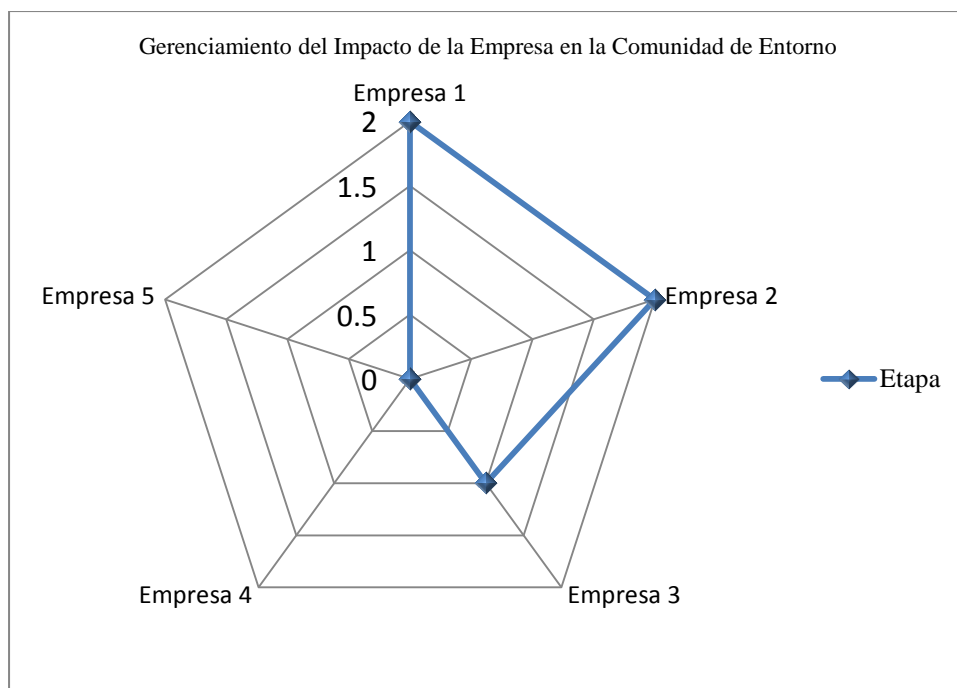 Gerenciamiento del Impacto de la Empresa en la Comunidad de Entorno
Empresa 1
2
1.5
1
0.5
0
Empresa 5
Empresa 2
Etapa
Empresa 4
Empresa 3